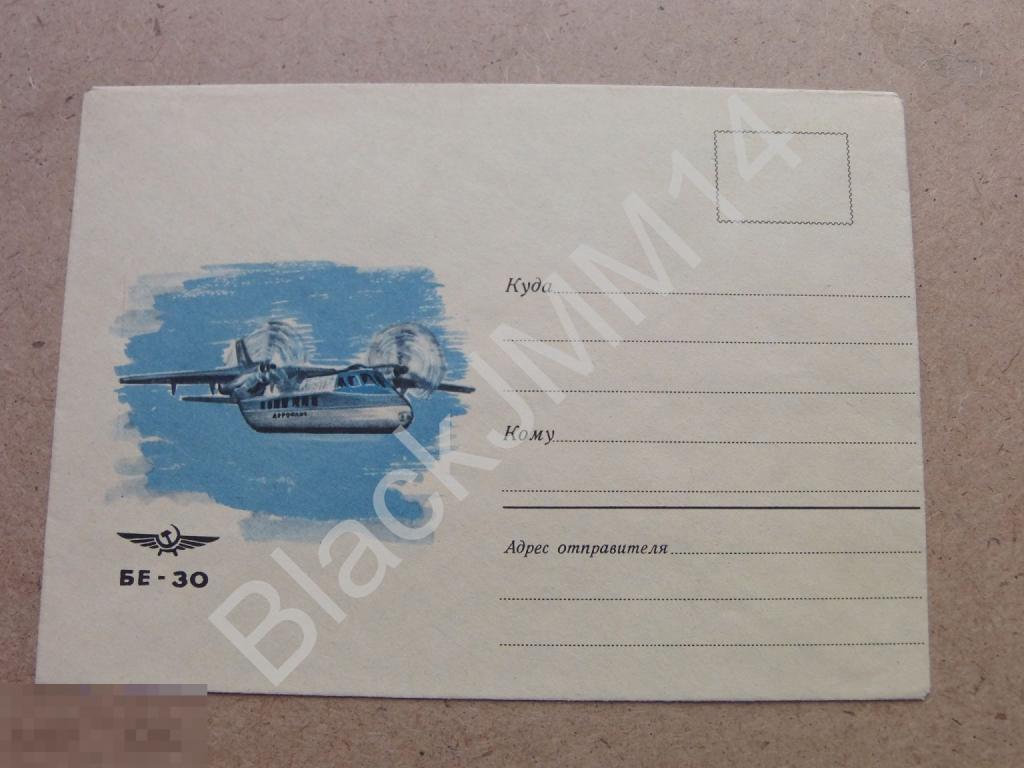 Куда
Кому
Адрес отправителя
АЭРОФЛОТ
БЕ-30
BlackJMM14